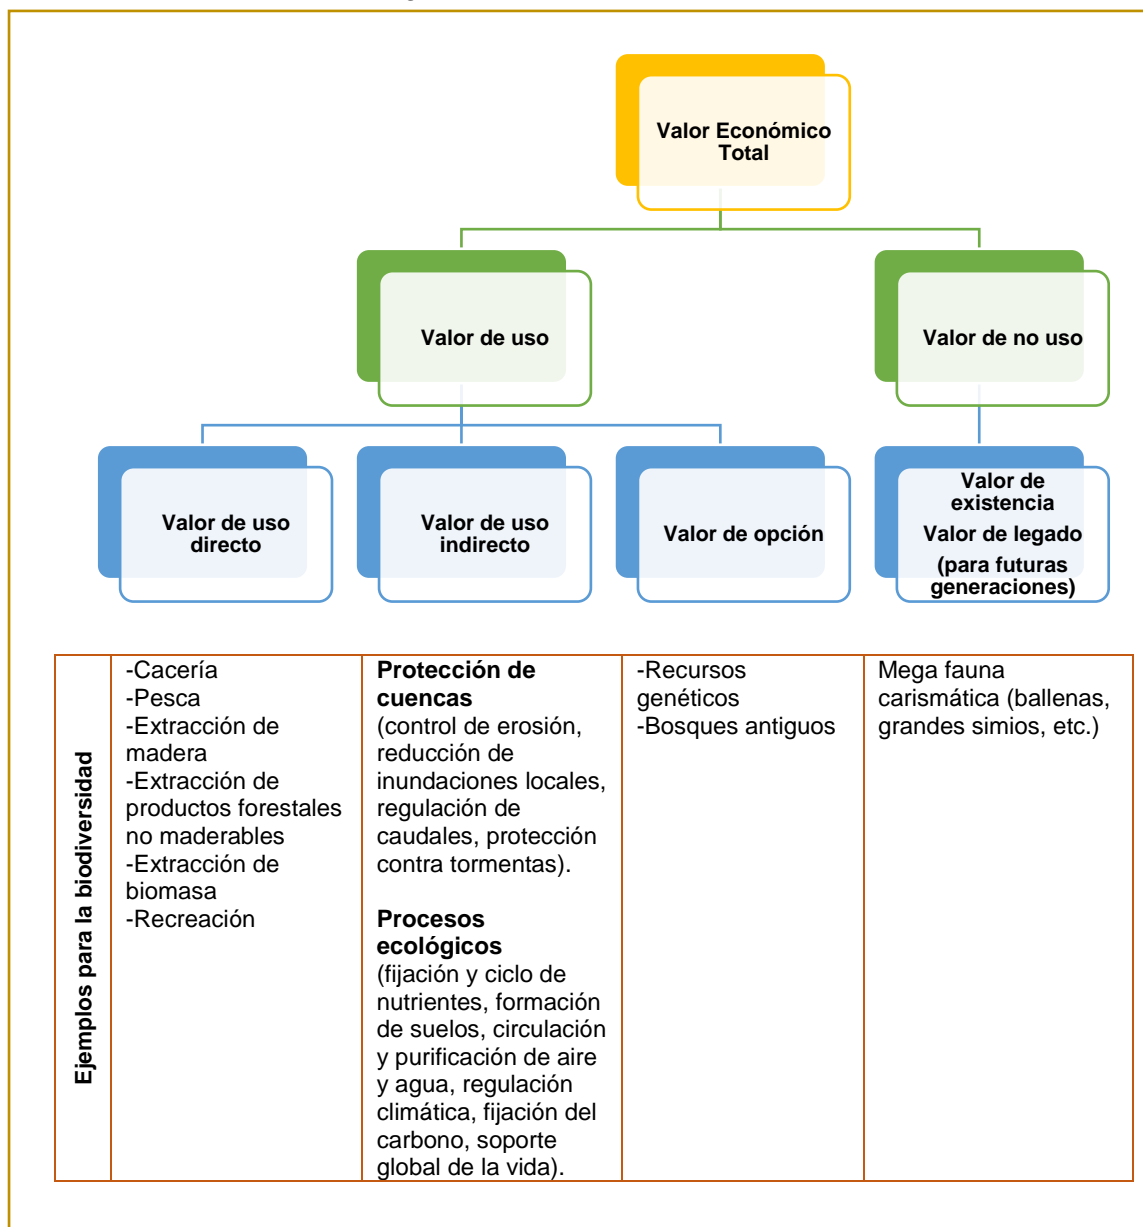 Valor Económico
Total
Valor de uso
Valor de no uso
Valor de uso
directo
Valor de uso
indirecto
Valor de opción
Valor de
existencia
Valor de legado
(para futuras
generaciones)
Ejemplos para la biodiversidad
-Cacería
-Pesca
-Extracción de
madera
-Extracción de
productos forestales
no maderables
-Extracción de
biomasa
-Recreación
Protección de
cuencas
(control de erosión,
reducción de
inundaciones locales,
regulación de
caudales, protección
contra tormentas).
Procesos
ecológicos
(fijación y ciclo de
nutrientes, formación
de suelos, circulación
y purificación de aire
y agua, regulación
climática, fijación del
carbono, soporte
global de la vida).
-Recursos
genéticos
-Bosques antiguos
Mega fauna
carismática (ballenas,
grandes simios, etc.)